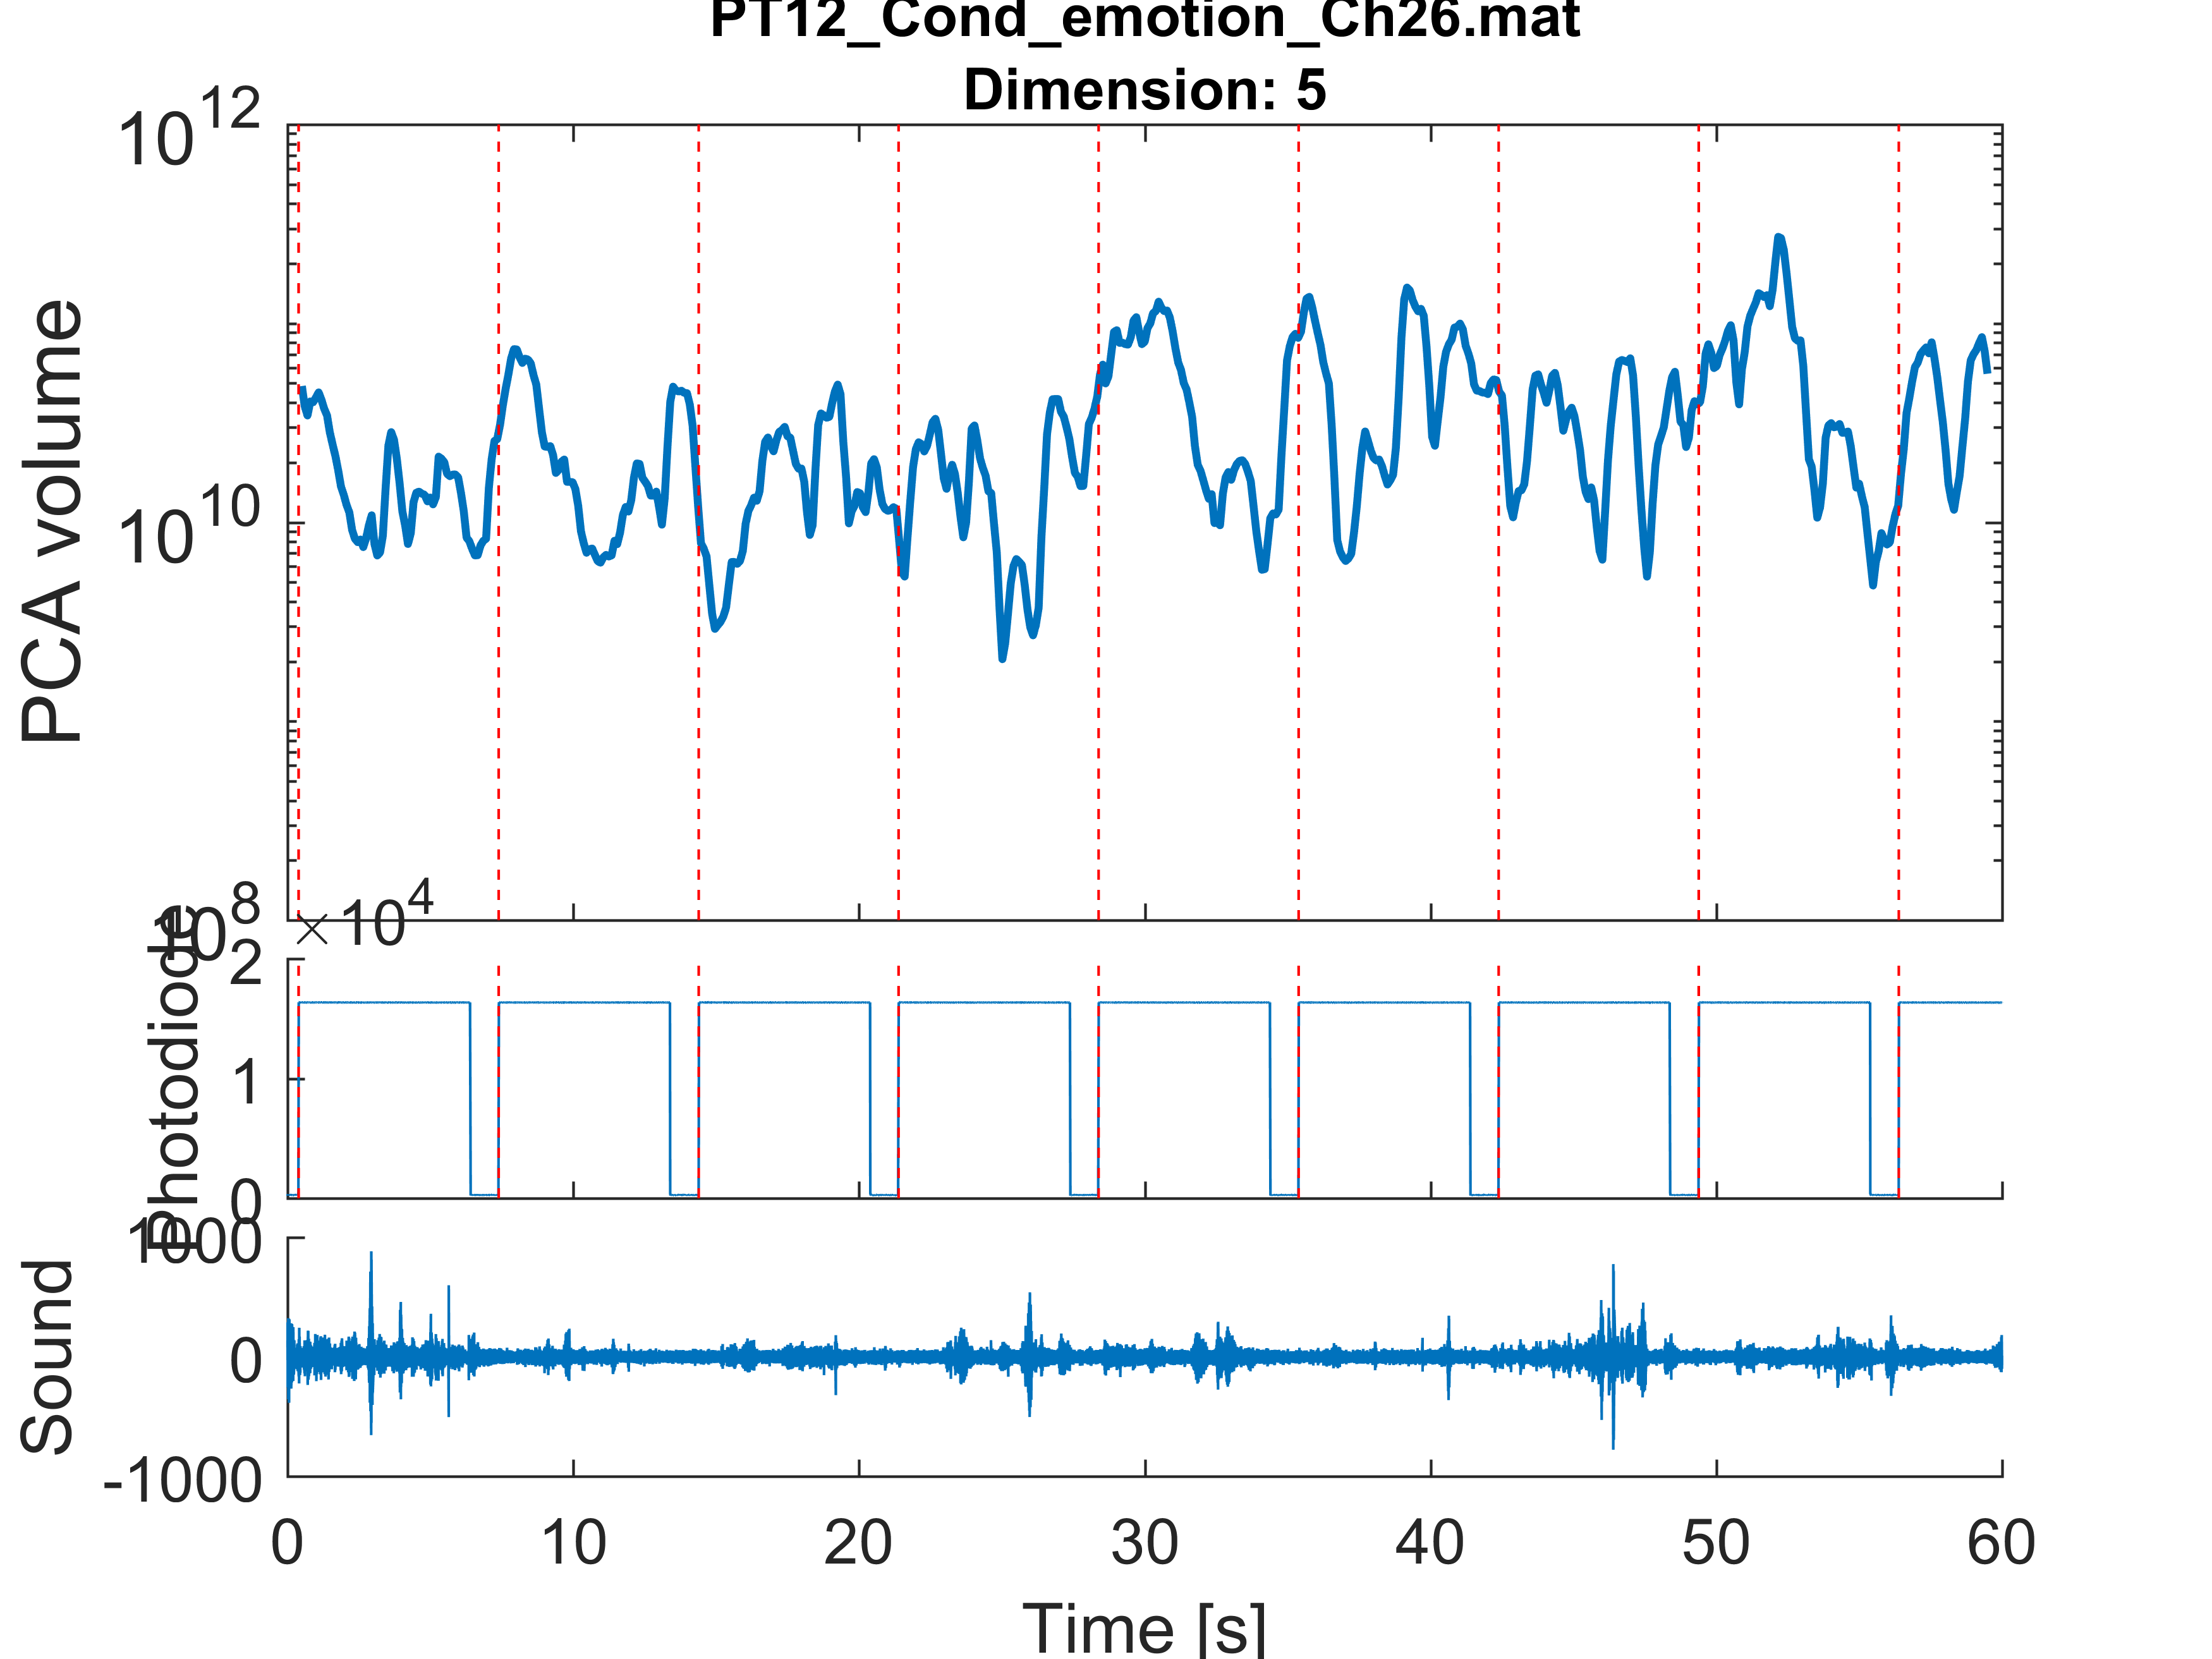 PT12_Cond_emotion_Ch26.mat
Dimension: 5
PCA volume
10^12
10^10
10^8
×10^4
Photodiode
2
1
0
Sound
1000
0
-1000
0 10 20 30 40 50 60
Time [s]